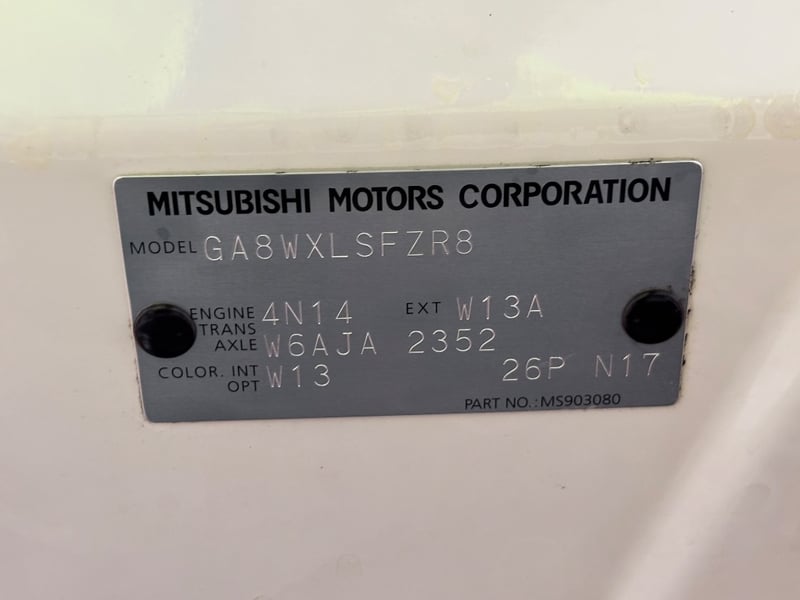 MITSUBISHI MOTORS CORPORATION
MODEL GA8WXLSFZR8
ENGINE 4N14 EXT W13A
TRANS
AXLE W6AJA 2352
COLOR. INT W13 26P N17
OPT
PART NO.:MS903080